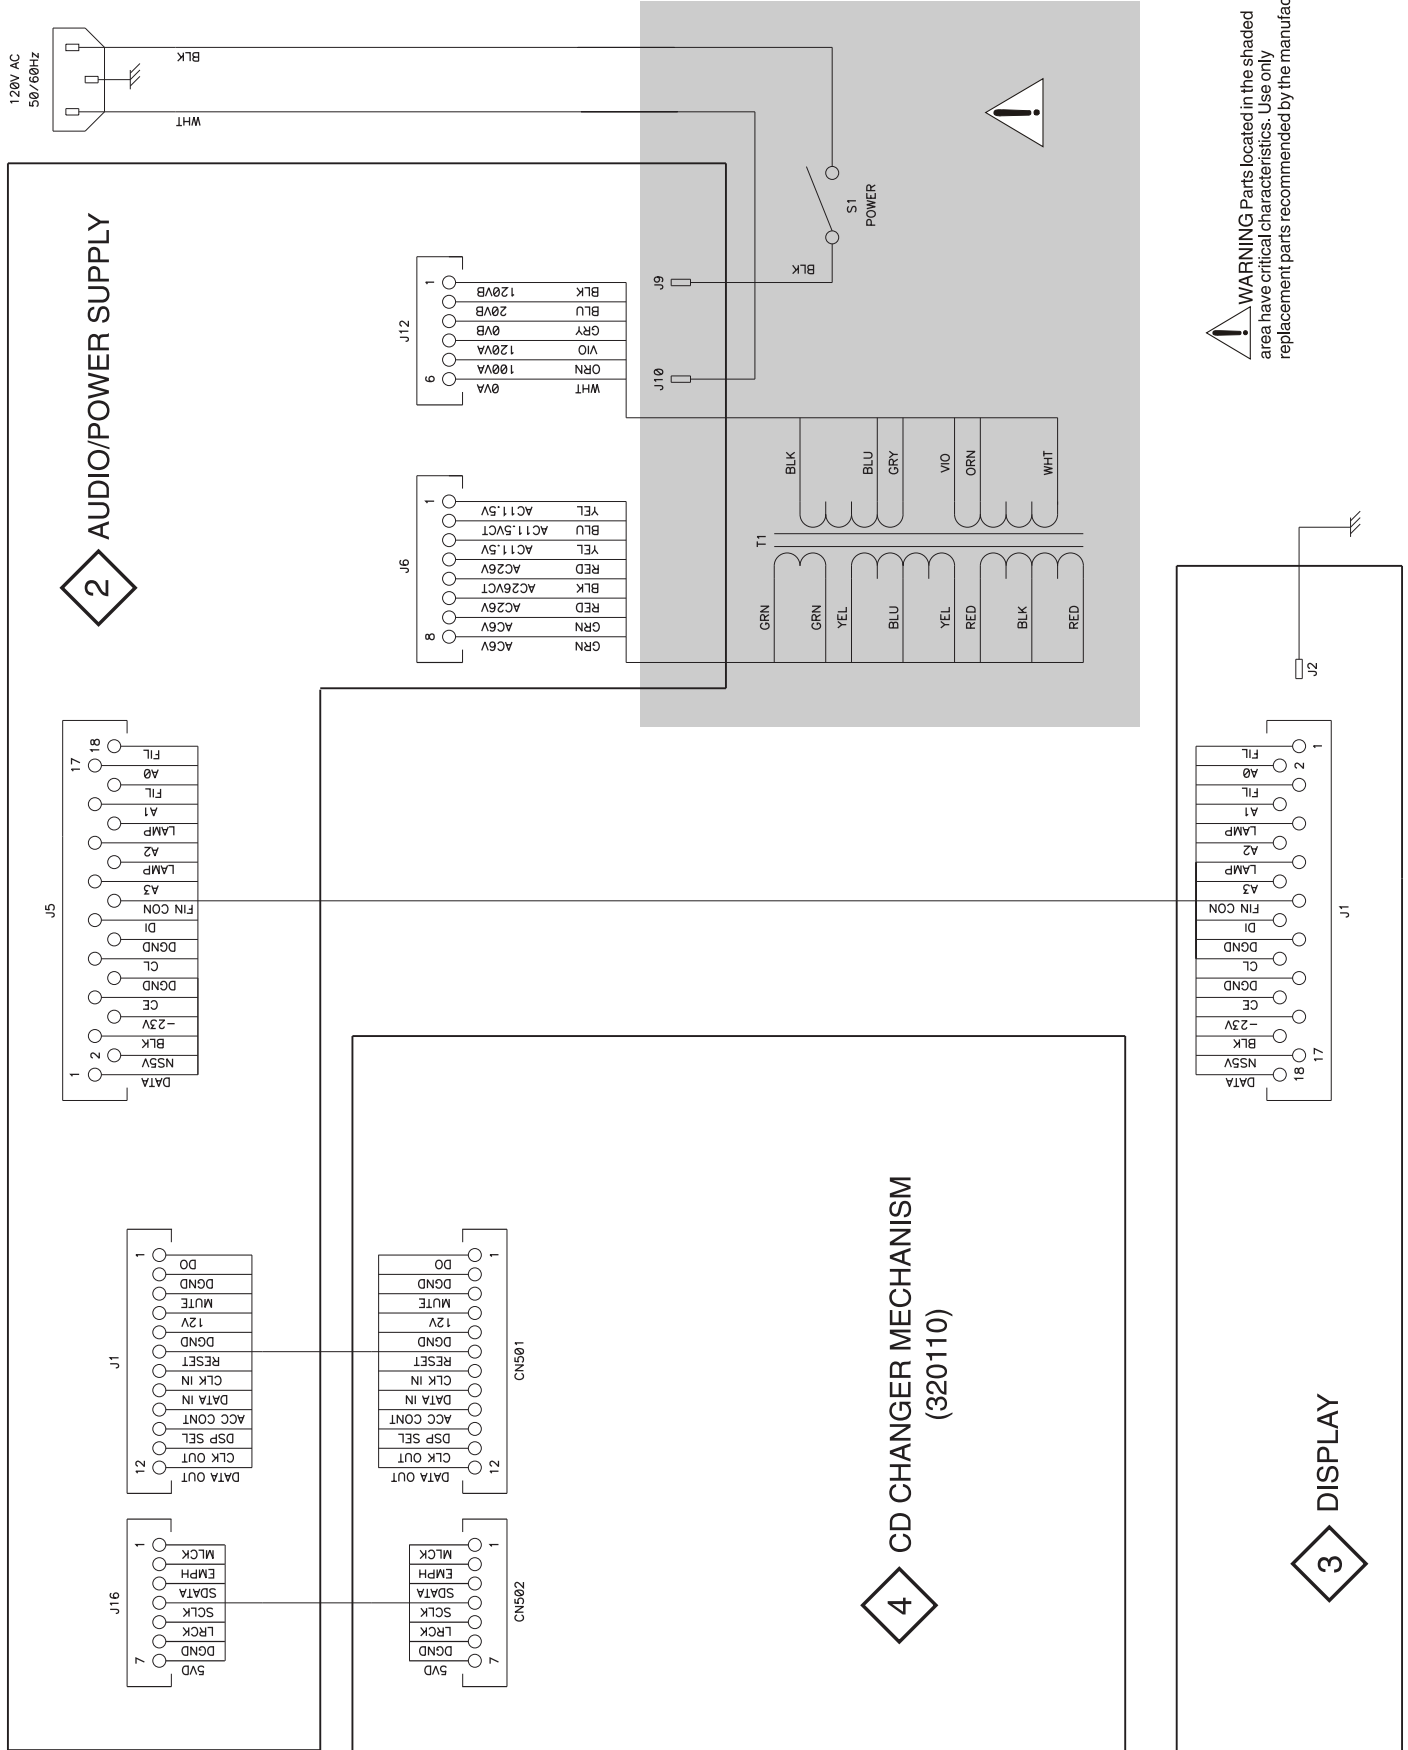 120V AC
50/60Hz
BLK
WHT
2
AUDIO/POWER SUPPLY
J12
1
6
120VB BLK
20VB BLU
0VB GRY
120VA VIO
100VA ORN
0VA WHT
J9
J10
BLK
S1
POWER
WARNING Parts located in the shaded
area have critical characteristics. Use only
replacement parts recommended by the
J6
1
8
AC11.5V YEL
AC11.5VCT BLU
AC11.5V YEL
AC26V RED
AC26VCT BLK
AC26V RED
AC6V GRN
AC6V GRN
T1
BLK
BLU
GRY
VIO
ORN
WHT
GRN
GRN
YEL
BLU
YEL
RED
BLK
RED
J5
17
18
1
2
FIL
A0
FIL
A1
LAMP
A2
LAMP
A3
FIN CON
DI
DGND
CL
DGND
CE
-23V
BLK
NS5V
DATA
J2
J1
1
2
17
18
FIL
A0
FIL
A1
LAMP
A2
LAMP
A3
FIN CON
DI
DGND
CL
DGND
CE
-23V
BLK
NS5V
DATA
J1
1
12
DO
DGND
MUTE
12V
DGND
RESET
CLK IN
DATA IN
ACC CONT
DSP SEL
CLK OUT
DATA OUT
CN501
1
12
DO
DGND
MUTE
12V
DGND
RESET
CLK IN
DATA IN
ACC CONT
DSP SEL
CLK OUT
DATA OUT
J16
1
7
MLCK
EMPH
SDATA
SCLK
LRCK
DGND
5VD
CN502
1
7
MLCK
EMPH
SDATA
SCLK
LRCK
DGND
5VD
4
CD CHANGER MECHANISM
(320110)
3
DISPLAY